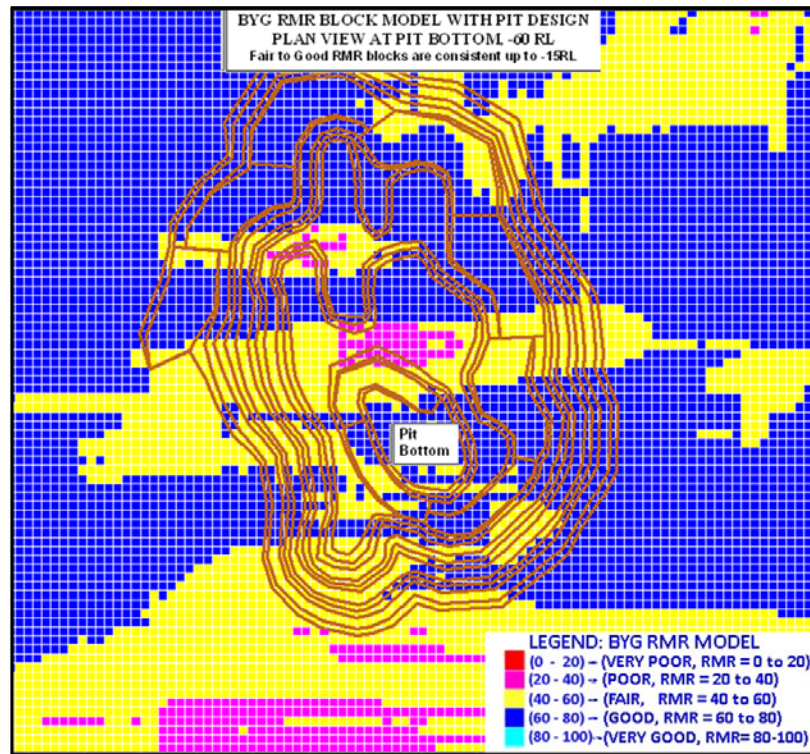 BYG RMR BLOCK MODEL WITH PIT DESIGN
PLAN VIEW AT PIT BOTTOM, -60 RL
Fair to Good RMR blocks are consistent up to -15RL
Pit
Bottom
LEGEND: BYG RMR MODEL
(0 - 20) - (VERY POOR, RMR = 0 to 20)
(20 - 40) - (POOR, RMR = 20 to 40)
(40 - 60) - (FAIR, RMR = 40 to 60)
(60 - 80) - (GOOD, RMR = 60 to 80)
(80 - 100) - (VERY GOOD, RMR= 80-100)